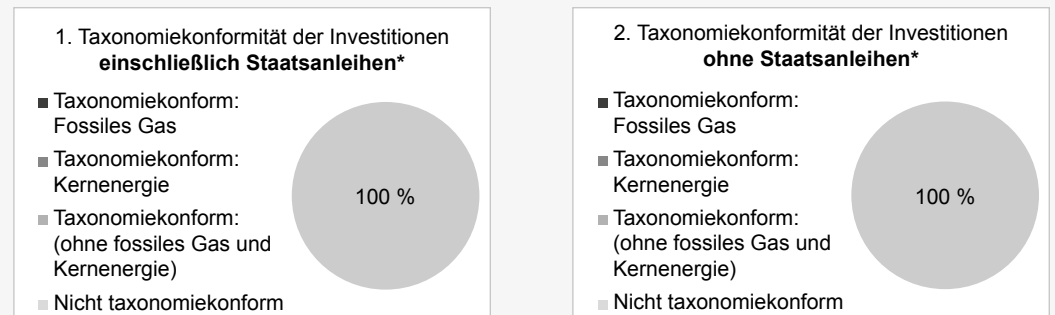 1. Taxonomiekonformität der Investitionen
einschließlich Staatsanleihen*
Taxonomiekonform:
Fossiles Gas
Taxonomiekonform:
Kernenergie
Taxonomiekonform:
(ohne fossiles Gas und
Kernenergie)
Nicht taxonomiekonform
100 %
2. Taxonomiekonformität der Investitionen
ohne Staatsanleihen*
Taxonomiekonform:
Fossiles Gas
Taxonomiekonform:
Kernenergie
Taxonomiekonform:
(ohne fossiles Gas und
Kernenergie)
Nicht taxonomiekonform
100 %